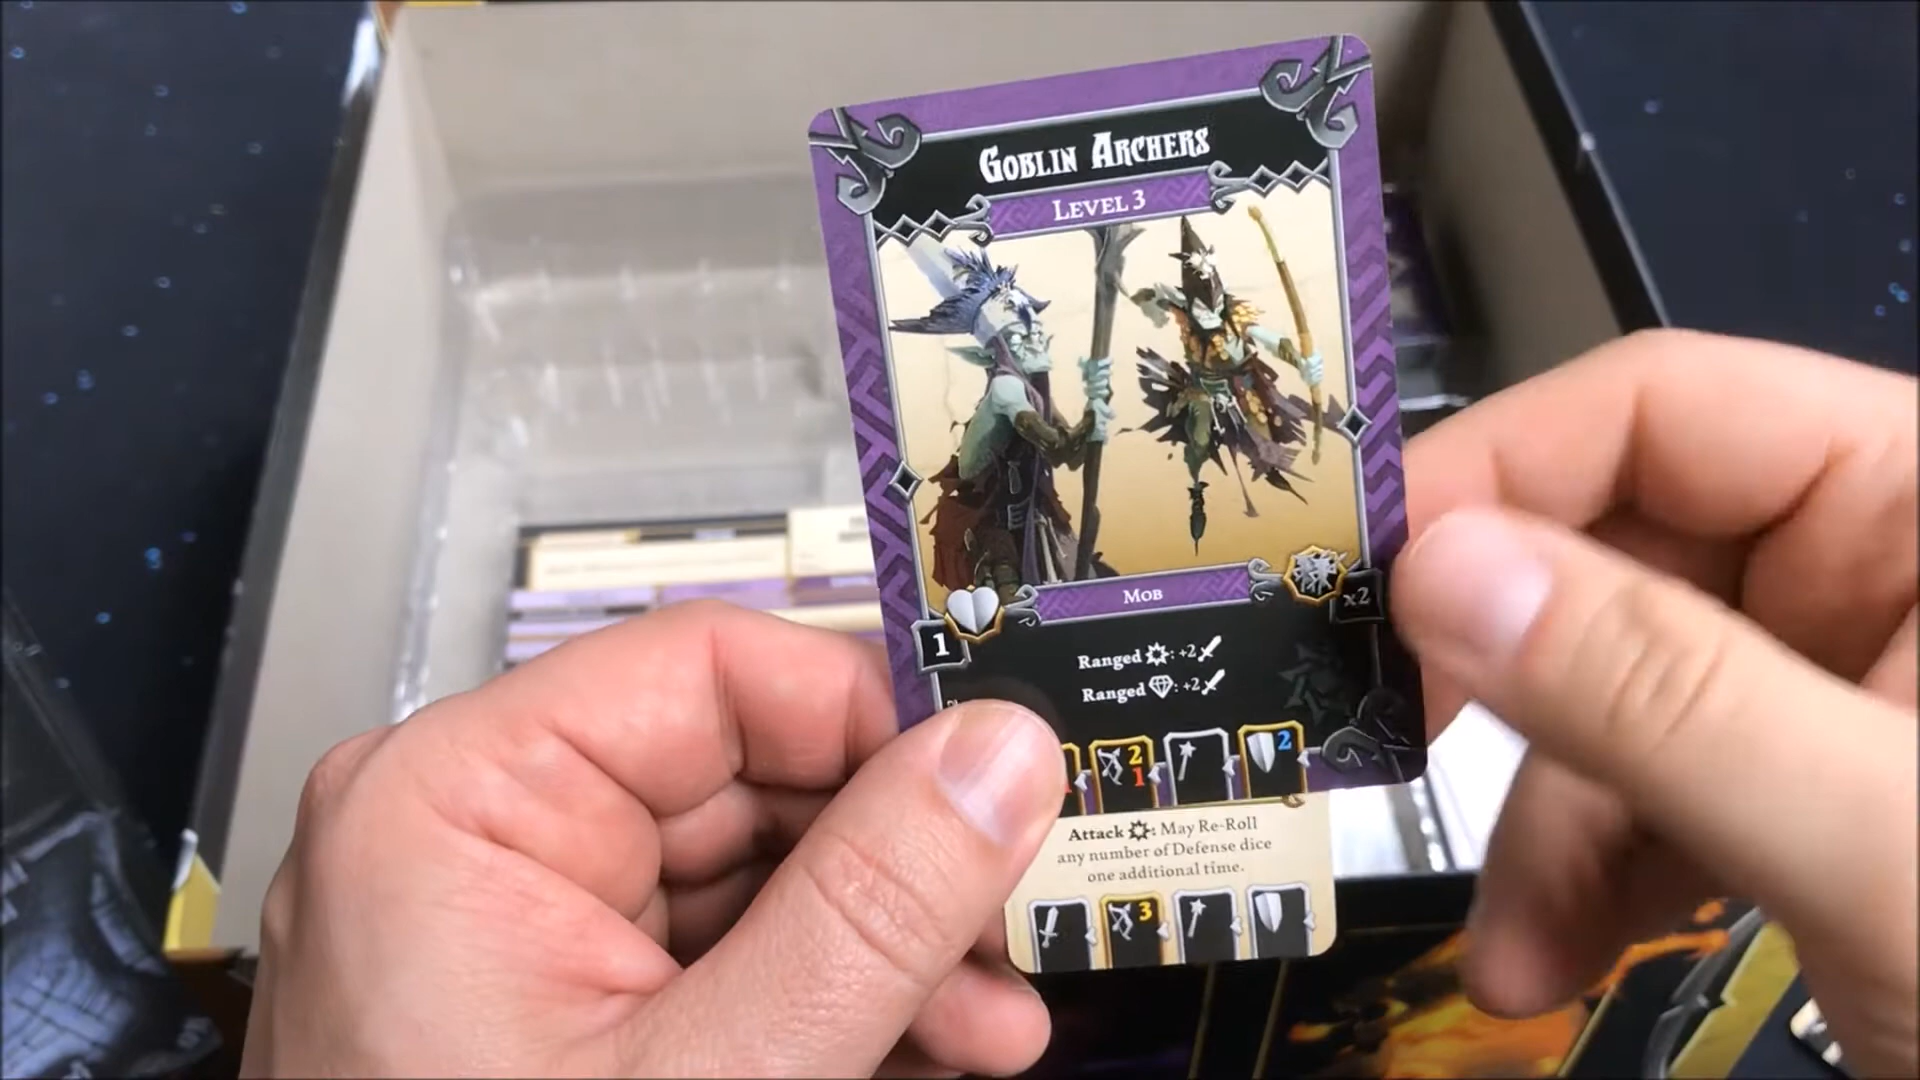 GOBLIN ARCHERS
LEVEL 3
MOB
1
x2
Ranged : +2
Ranged : +2
2 1 2
Attack : May Re-Roll
any number of Defense dice
one additional time.
3